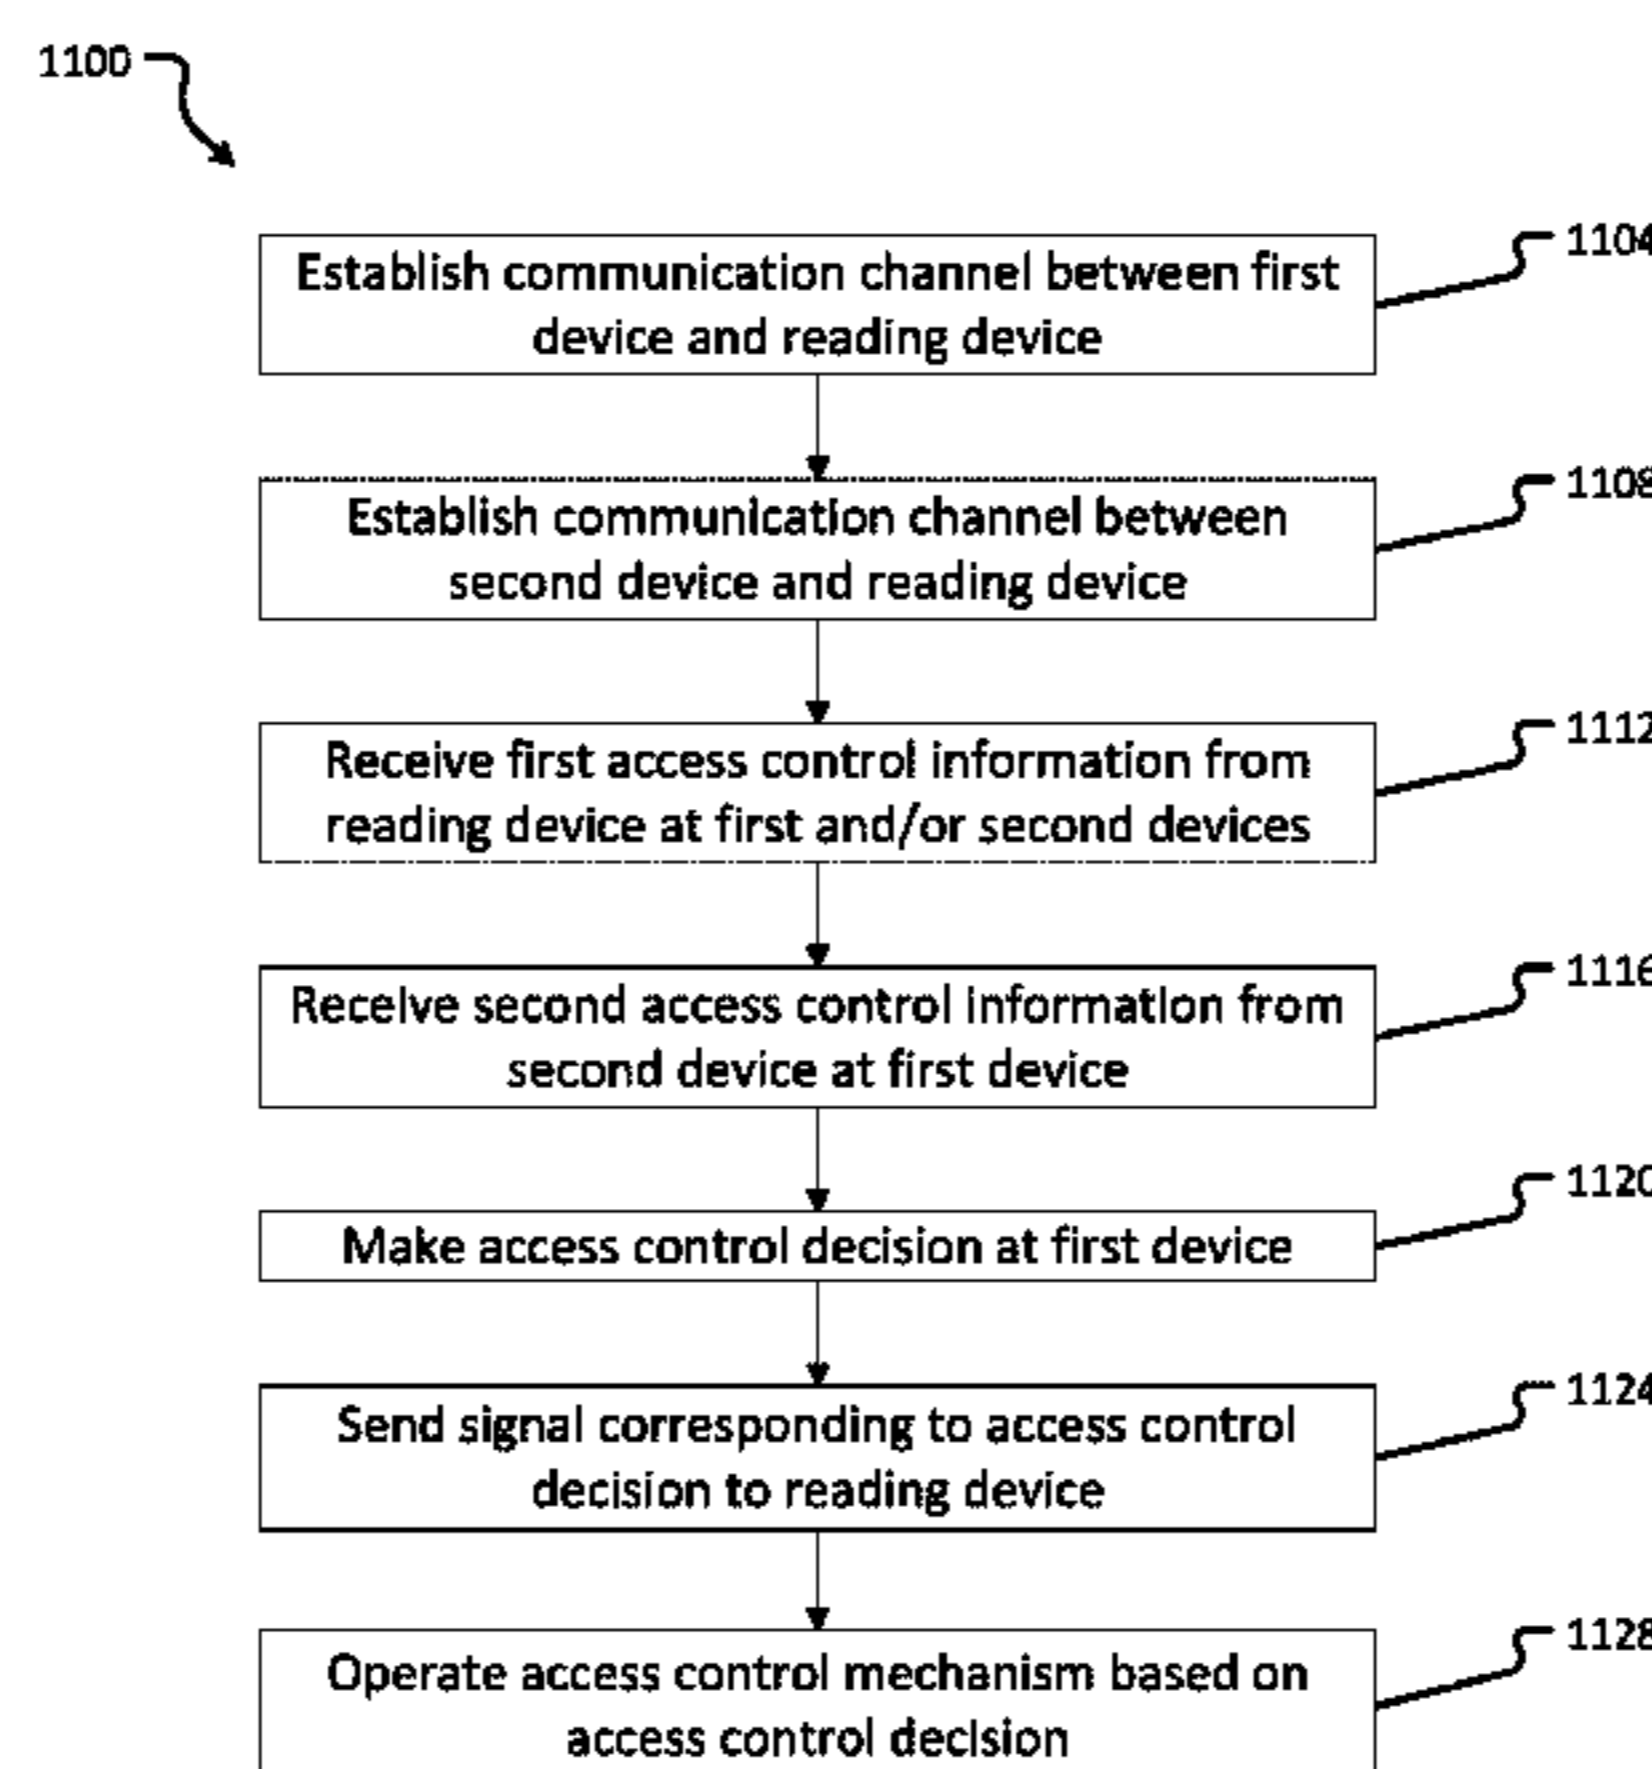 1100
Establish communication channel between first
device and reading device
1104
Establish communication channel between
second device and reading device
1108
Receive first access control information from
reading device at first and/or second devices
1112
Receive second access control information from
second device at first device
1116
Make access control decision at first device
1120
Send signal corresponding to access control
decision to reading device
1124
Operate access control mechanism based on
access control decision
1128